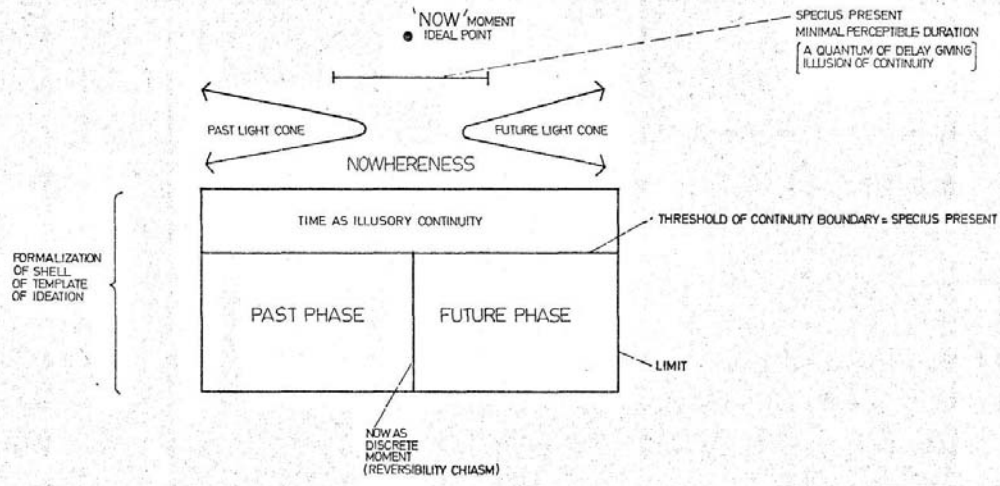 'NOW' MOMENT
IDEAL POINT
SPECIUS PRESENT
MINIMAL PERCEPTIBLE DURATION
[A QUANTUM OF DELAY GIVING
ILLUSION OF CONTINUITY]
PAST LIGHT CONE
FUTURE LIGHT CONE
NOWHERENESS
TIME AS ILLUSORY CONTINUITY
THRESHOLD OF CONTINUITY BOUNDARY = SPECIUS PRESENT
FORMALIZATION
OF SHELL
OF TEMPLATE
OF IDEATION
PAST PHASE
FUTURE PHASE
LIMIT
NOW AS
DISCRETE
MOMENT
(REVERSIBILITY CHIASM)